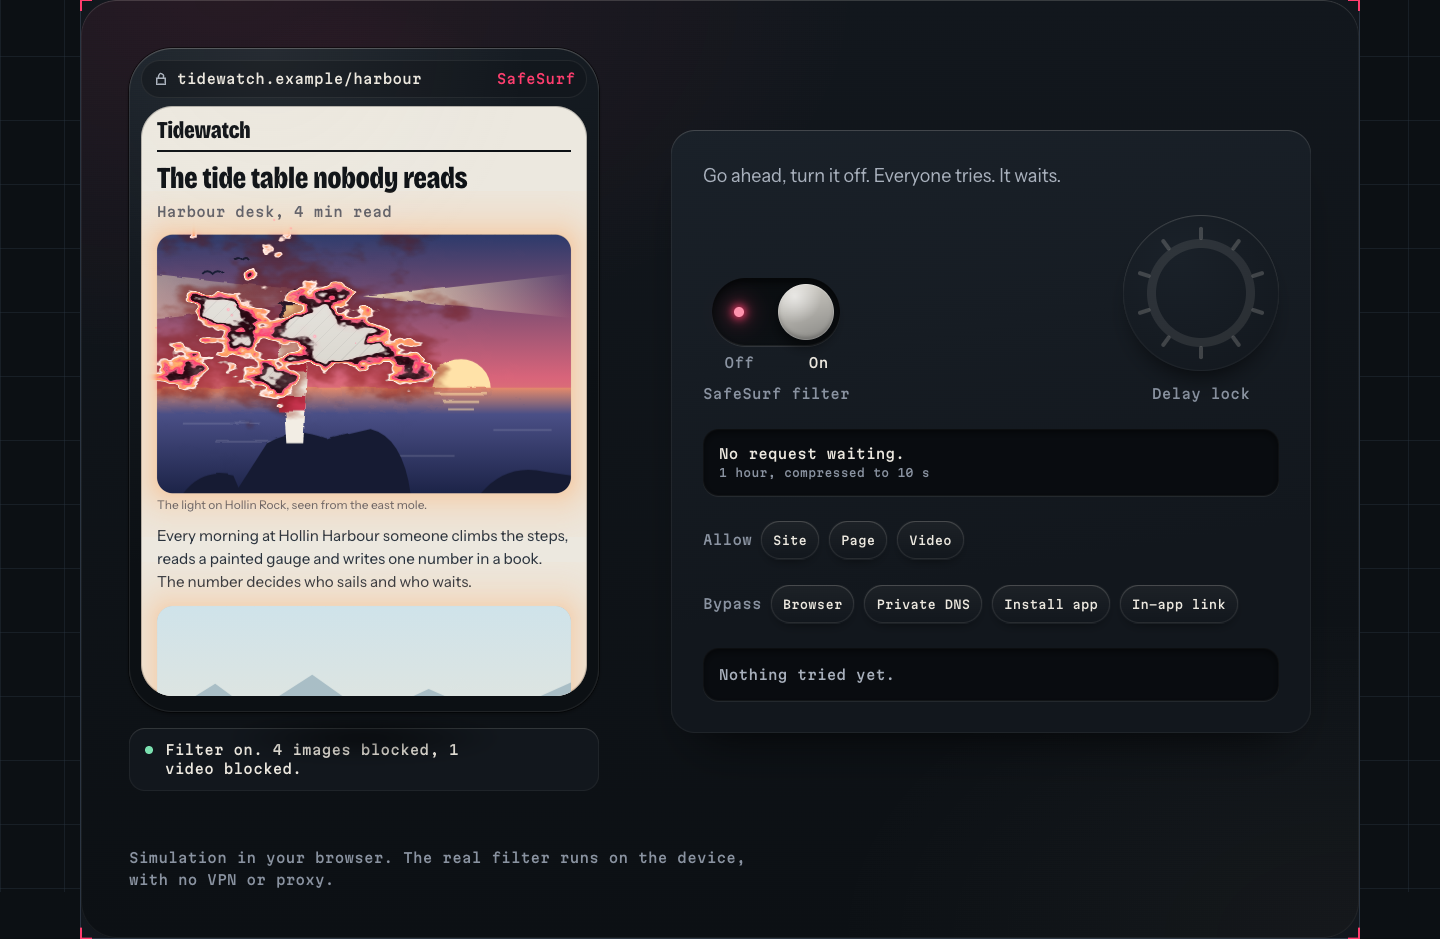 tidewatch.example/harbour
SafeSurf
Tidewatch
The tide table nobody reads
Harbour desk, 4 min read
The light on Hollin Rock, seen from the east mole.
Every morning at Hollin Harbour someone climbs the steps,
reads a painted gauge and writes one number in a book.
The number decides who sails and who waits.
Filter on. 4 images blocked, 1
video blocked.
Go ahead, turn it off. Everyone tries. It waits.
Off
On
SafeSurf filter
Delay lock
No request waiting.
1 hour, compressed to 10 s
Allow
Site
Page
Video
Bypass
Browser
Private DNS
Install app
In-app link
Nothing tried yet.
Simulation in your browser. The real filter runs on the device,
with no VPN or proxy.